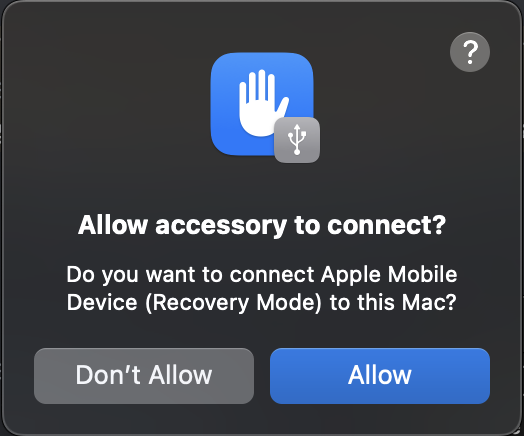 ?
Allow accessory to connect?
Do you want to connect Apple Mobile
Device (Recovery Mode) to this Mac?
Don’t Allow
Allow